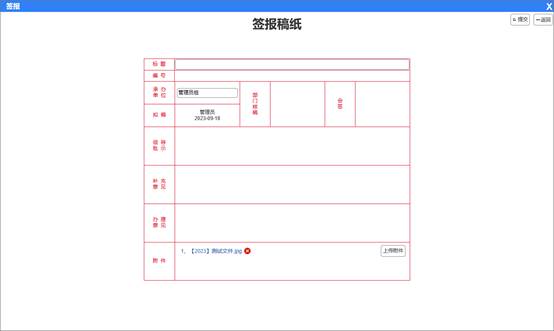 签报 X
提交 返回
签报稿纸
标 题
编 号
承 办
单 位
管理员组
部门核稿
会签
拟 稿
管理员
2023-09-18
领 导
批 示
补 充
意 见
办 理
意 见
附 件
1、【2023】测试文件.jpg
上传附件